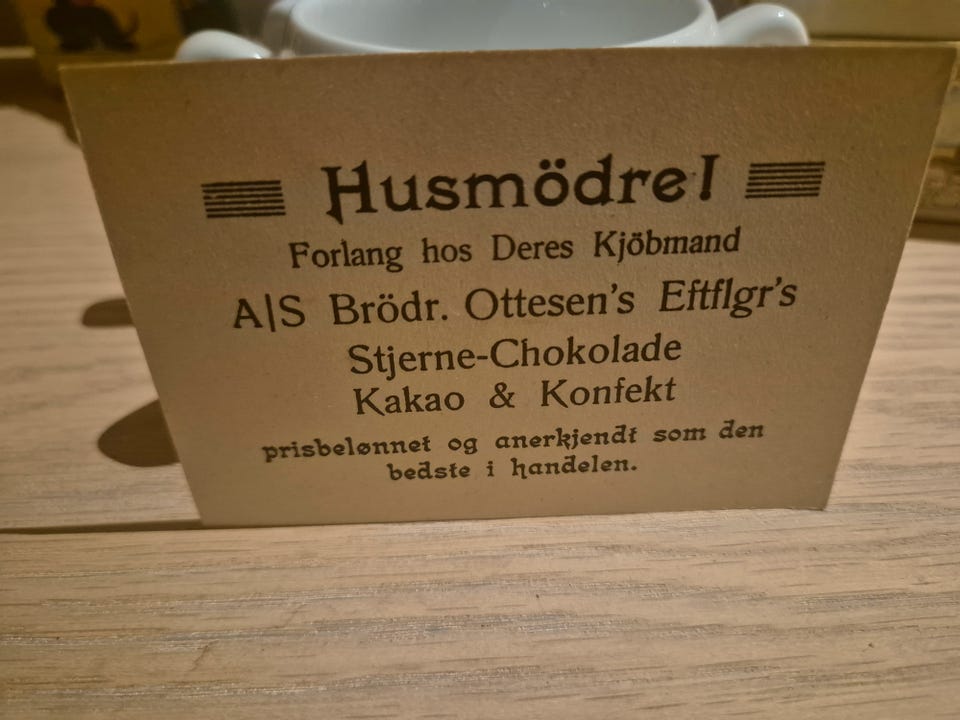 Husmödre!
Forlang hos Deres Kjöbmand
A|S Brödr. Ottesen's Eftflgr's
Stjerne-Chokolade
Kakao & Konfekt
prisbelønnet og anerkjendt som den
bedste i handelen.